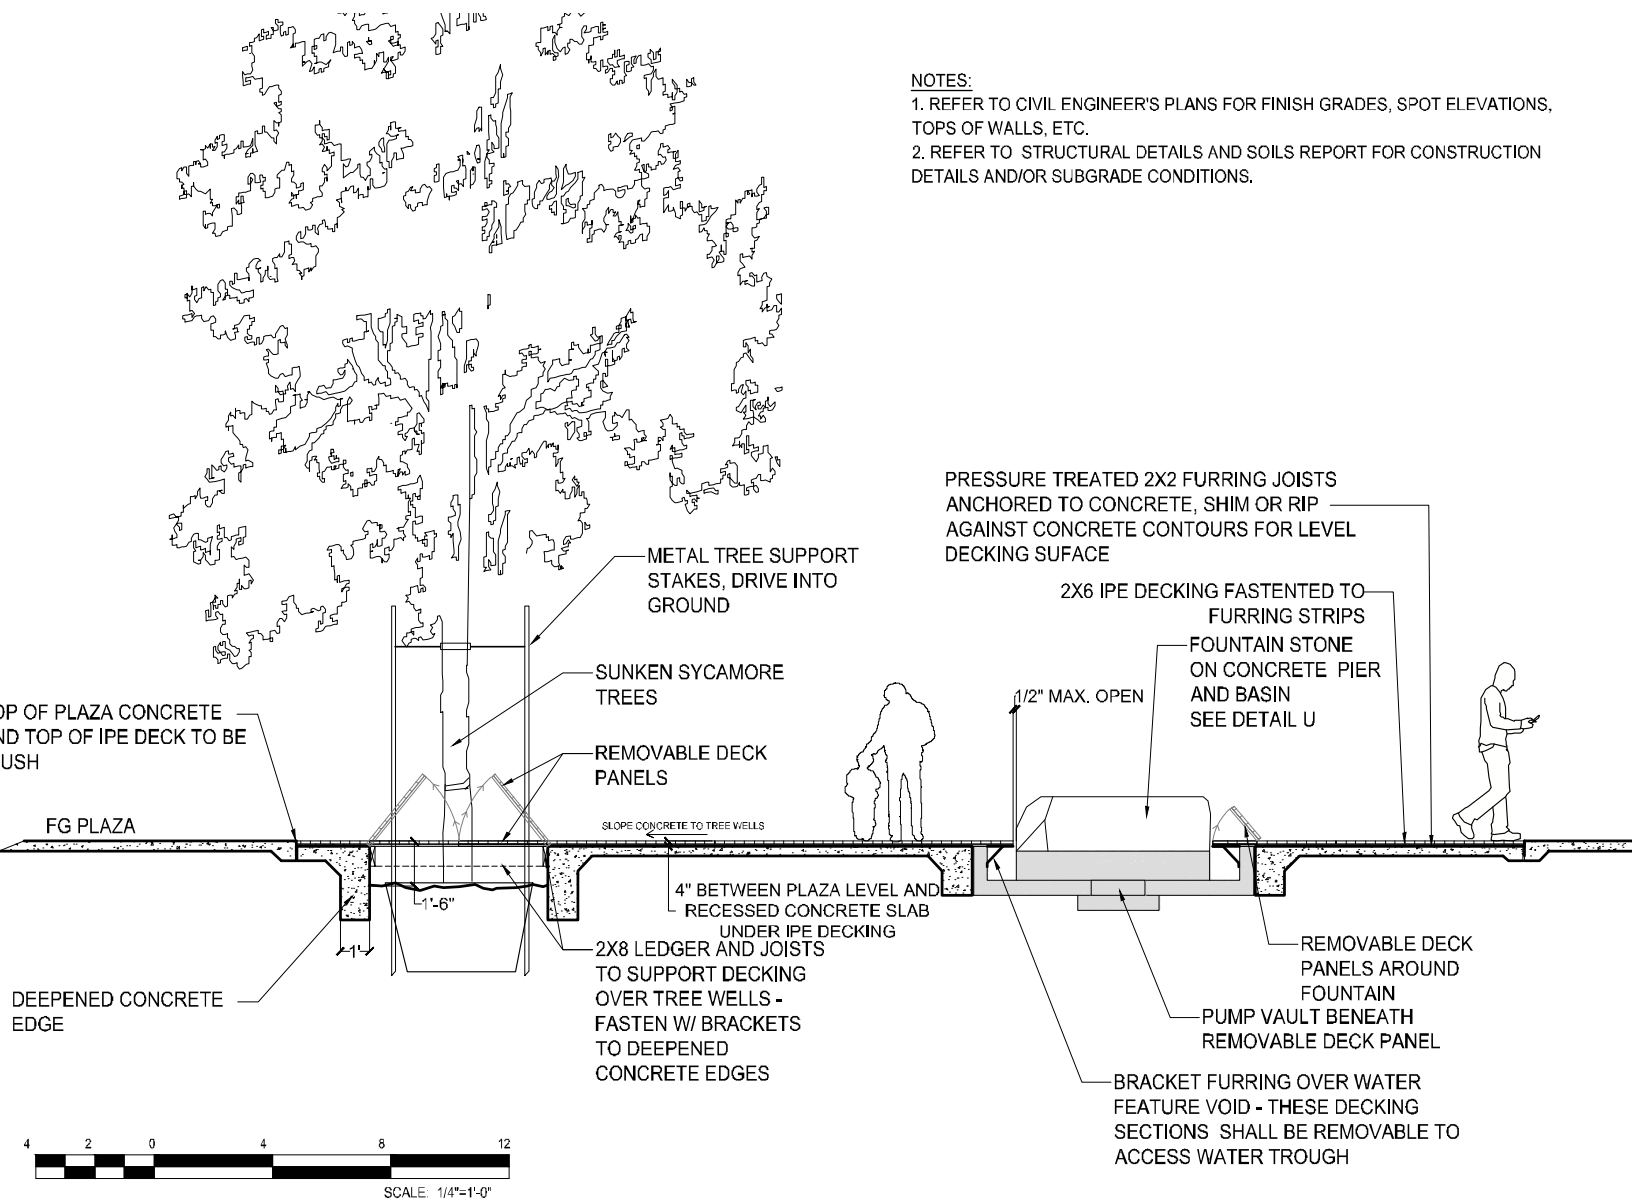 NOTES:
1. REFER TO CIVIL ENGINEER'S PLANS FOR FINISH GRADES, SPOT ELEVATIONS,
TOPS OF WALLS, ETC.
2. REFER TO STRUCTURAL DETAILS AND SOILS REPORT FOR CONSTRUCTION
DETAILS AND/OR SUBGRADE CONDITIONS.
PRESSURE TREATED 2X2 FURRING JOISTS
ANCHORED TO CONCRETE, SHIM OR RIP
AGAINST CONCRETE CONTOURS FOR LEVEL
DECKING SUFACE
2X6 IPE DECKING FASTENTED TO
FURRING STRIPS
FOUNTAIN STONE
ON CONCRETE PIER
AND BASIN
SEE DETAIL U
1/2" MAX. OPEN
METAL TREE SUPPORT
STAKES, DRIVE INTO
GROUND
SUNKEN SYCAMORE
TREES
REMOVABLE DECK
PANELS
OP OF PLAZA CONCRETE
ND TOP OF IPE DECK TO BE
USH
FG PLAZA
SLOPE CONCRETE TO TREE WELLS
4" BETWEEN PLAZA LEVEL AND
RECESSED CONCRETE SLAB
UNDER IPE DECKING
1'-6"
1'
2X8 LEDGER AND JOISTS
TO SUPPORT DECKING
OVER TREE WELLS -
FASTEN W/ BRACKETS
TO DEEPENED
CONCRETE EDGES
DEEPENED CONCRETE
EDGE
REMOVABLE DECK
PANELS AROUND
FOUNTAIN
PUMP VAULT BENEATH
REMOVABLE DECK PANEL
BRACKET FURRING OVER WATER
FEATURE VOID - THESE DECKING
SECTIONS SHALL BE REMOVABLE TO
ACCESS WATER TROUGH
4 2 0 4 8 12
SCALE: 1/4"=1'-0"